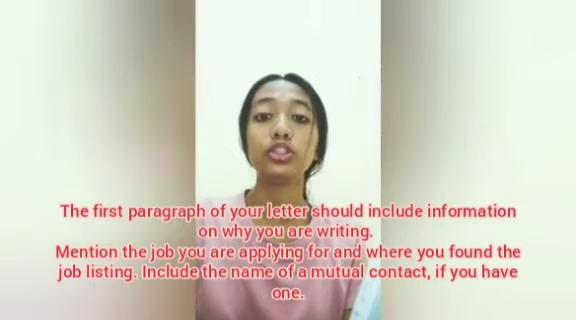 The first paragraph of your letter should include information
on why you are writing.
Mention the job you are applying for and where you found the
job listing. Include the name of a mutual contact, if you have
one.